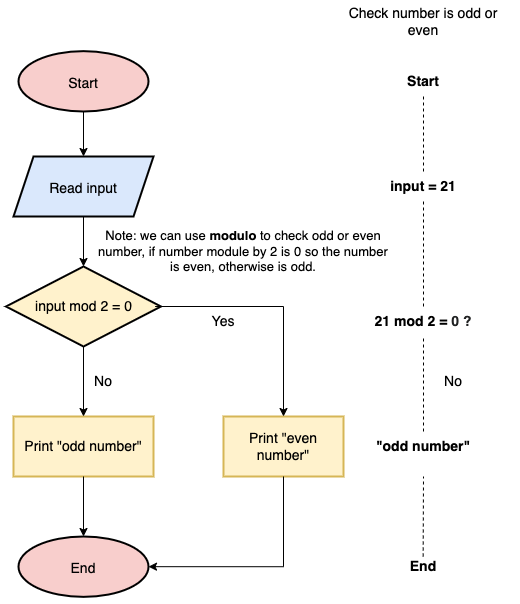 Check number is odd or
even
Start
Start
Read input
input = 21
Note: we can use modulo to check odd or even
number, if number module by 2 is 0 so the number
is even, otherwise is odd.
input mod 2 = 0
Yes
21 mod 2 = 0 ?
No
No
Print "odd number"
Print "even
number"
"odd number"
End
End